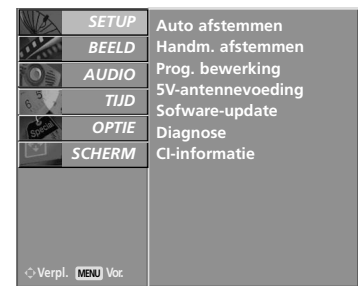 SETUP
BEELD
AUDIO
TIJD
OPTIE
SCHERM
Auto afstemmen
Handm. afstemmen
Prog. bewerking
5V-antennevoeding
Sofware-update
Diagnose
CI-informatie
Verpl. MENU Vor.